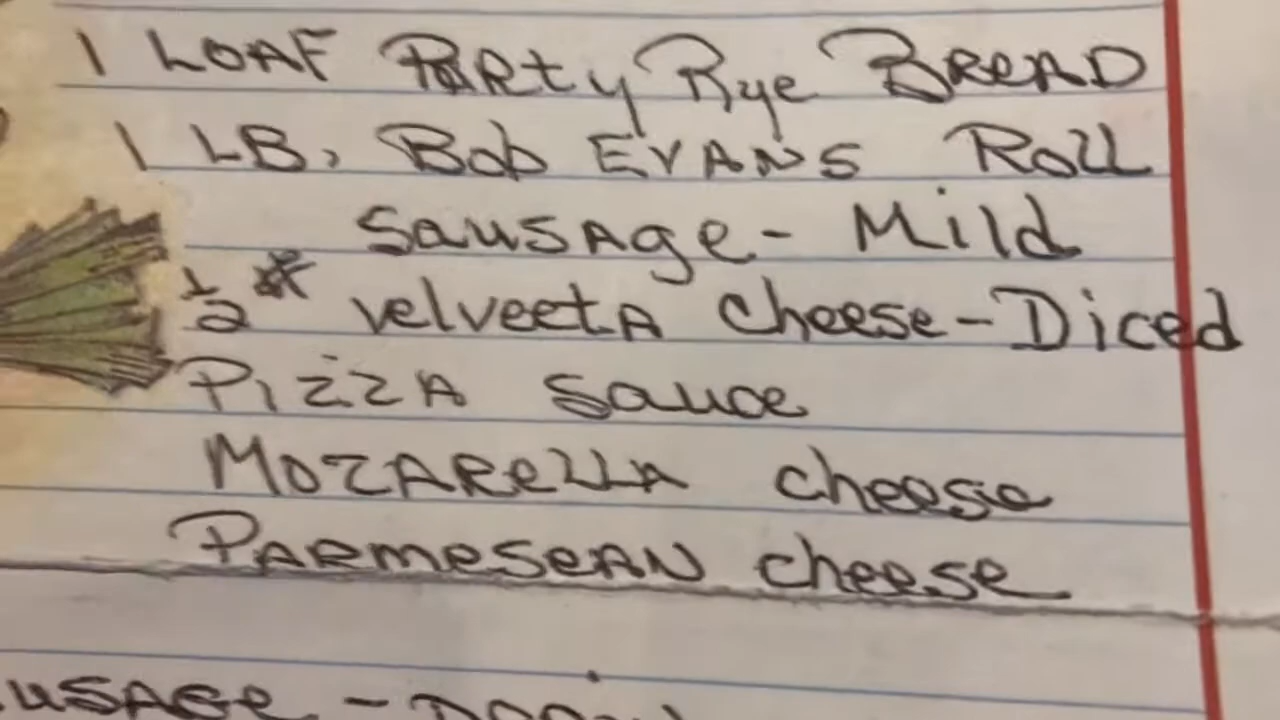 1 LOAF PARty Rye BReAD
1 LB. Bob EVANS Roll
sausage - Mild
1/2 # velveetA cheese - Diced
PizzA sauce
MOZARellA cheese
PARmeseAN cheese